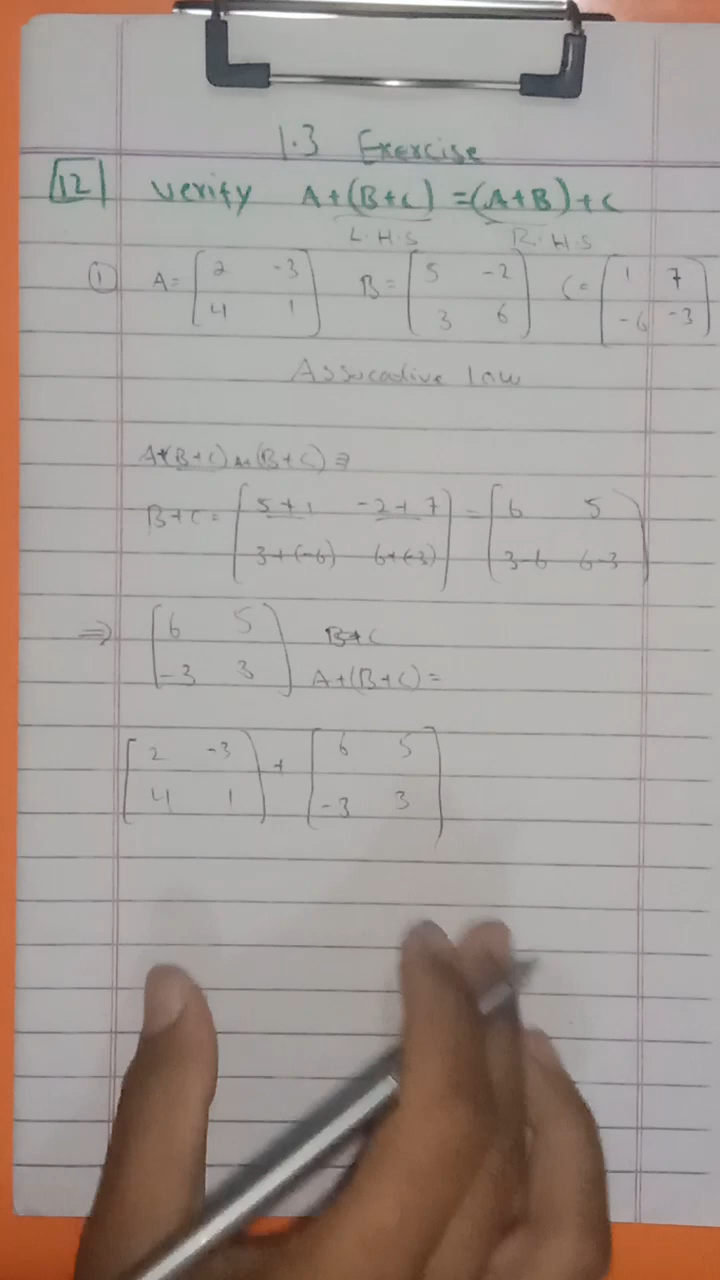 1.3 Exercise
12 verify A+(B+C) = (A+B)+C
L.H.S R.H.S
① A= [ 2 -3 B= [ 5 -2 C= [ 1 7
4 1 ] 3 6 ] -6 -3 ]
Assocadive law
A+(B+C) A+(B+C) ⇒
B+C = [ 5+1 -2+7 = [ 6 5
3+(-6) 6+(-3) ] 3-6 6-3 ]
⇒ [ 6 5 B+C
-3 3 ] A+(B+C) =
[ 2 -3 + [ 6 5
4 1 ] -3 3 ]